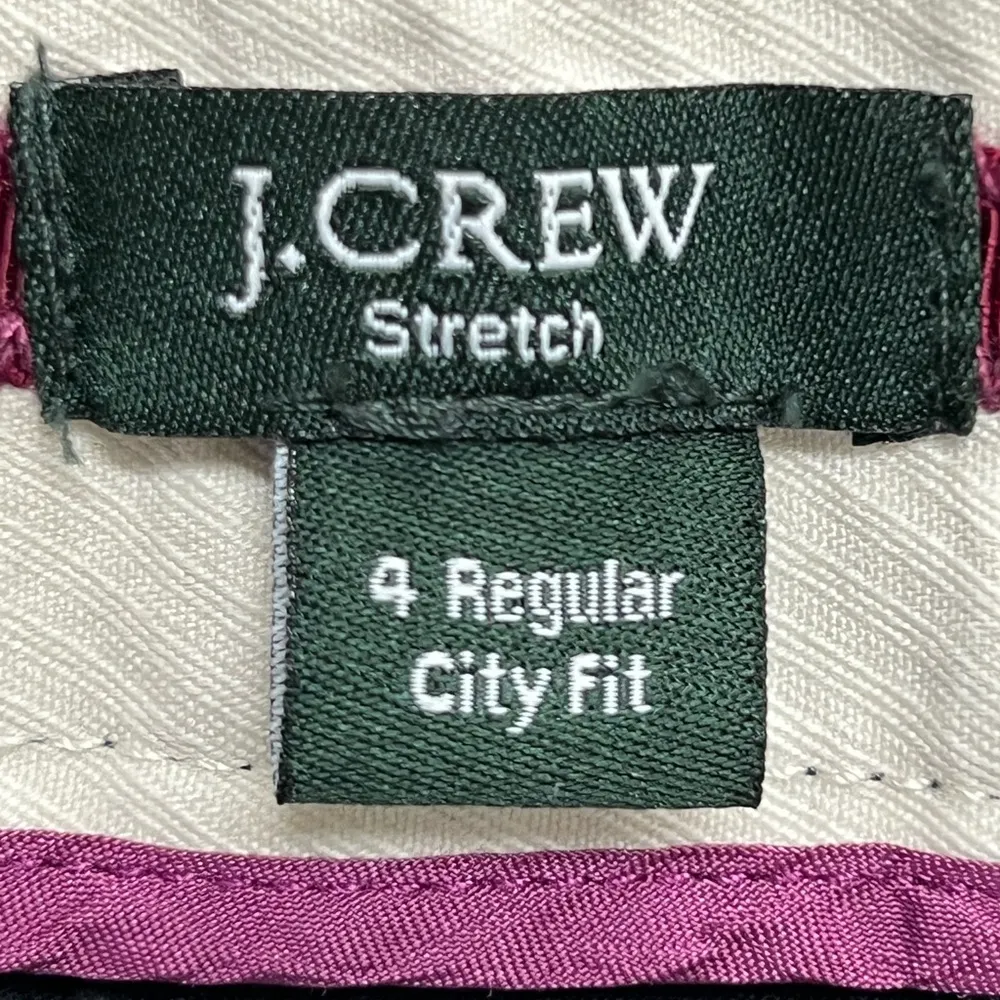 J.CREW
Stretch
4 Regular
City Fit